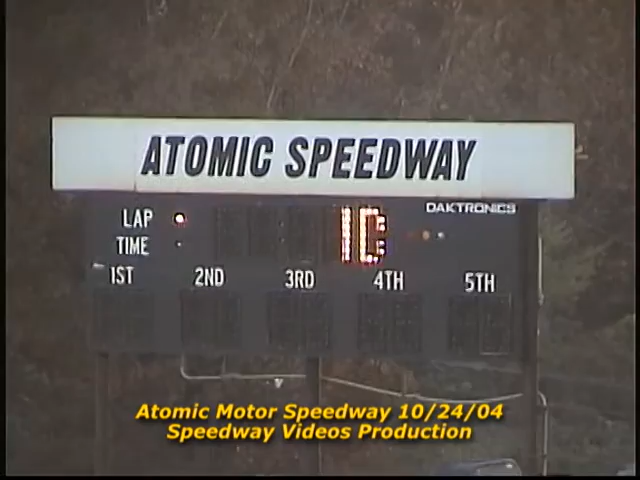 ATOMIC SPEEDWAY
DAKTRONICS
LAP
TIME
1ST 2ND 3RD 4TH 5TH
Atomic Motor Speedway 10/24/04
Speedway Videos Production